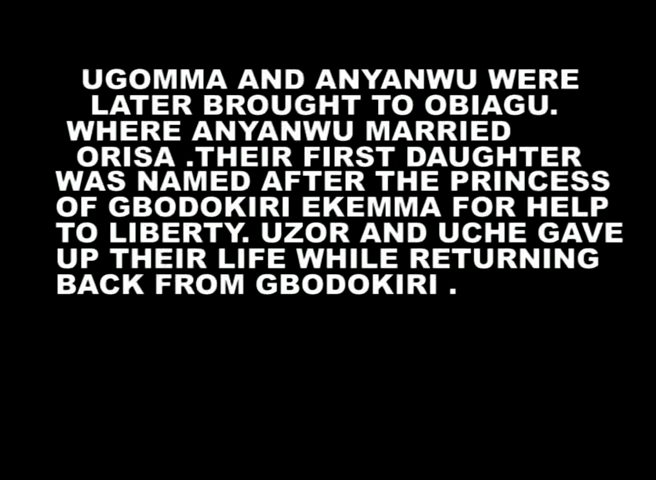 UGOMMA AND ANYANWU WERE
LATER BROUGHT TO OBIAGU.
WHERE ANYANWU MARRIED
ORISA .THEIR FIRST DAUGHTER
WAS NAMED AFTER THE PRINCESS
OF GBODOKIRI EKEMMA FOR HELP
TO LIBERTY. UZOR AND UCHE GAVE
UP THEIR LIFE WHILE RETURNING
BACK FROM GBODOKIRI .